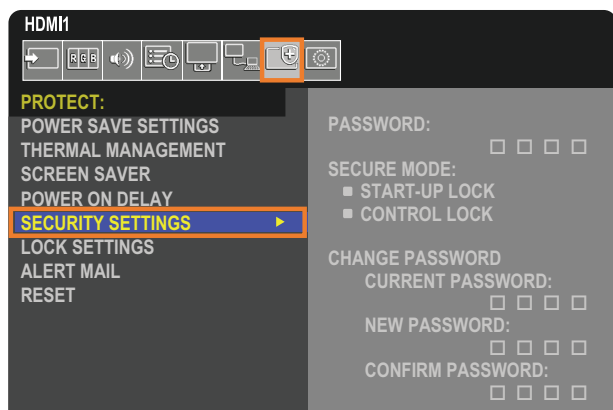 HDMI1
R G B
PROTECT:
POWER SAVE SETTINGS
THERMAL MANAGEMENT
SCREEN SAVER
POWER ON DELAY
SECURITY SETTINGS
LOCK SETTINGS
ALERT MAIL
RESET
PASSWORD:
SECURE MODE:
START-UP LOCK
CONTROL LOCK
CHANGE PASSWORD
CURRENT PASSWORD:
NEW PASSWORD:
CONFIRM PASSWORD: